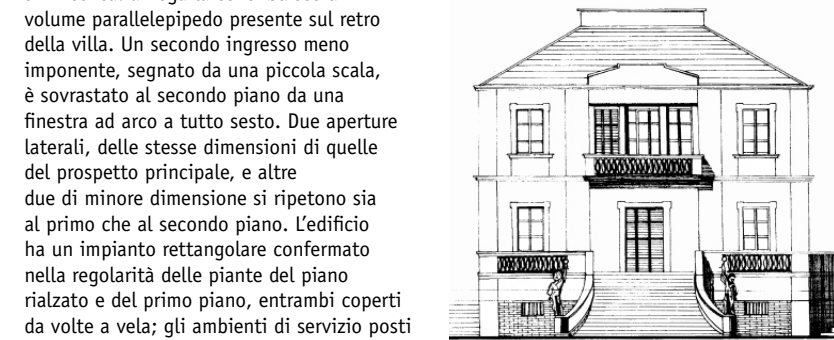 volume parallelepipedo presente sul retro
della villa. Un secondo ingresso meno
imponente, segnato da una piccola scala,
è sovrastato al secondo piano da una
finestra ad arco a tutto sesto. Due aperture
laterali, delle stesse dimensioni di quelle
del prospetto principale, e altre
due di minore dimensione si ripetono sia
al primo che al secondo piano. L’edificio
ha un impianto rettangolare confermato
nella regolarità delle piante del piano
rialzato e del primo piano, entrambi coperti
da volte a vela; gli ambienti di servizio posti